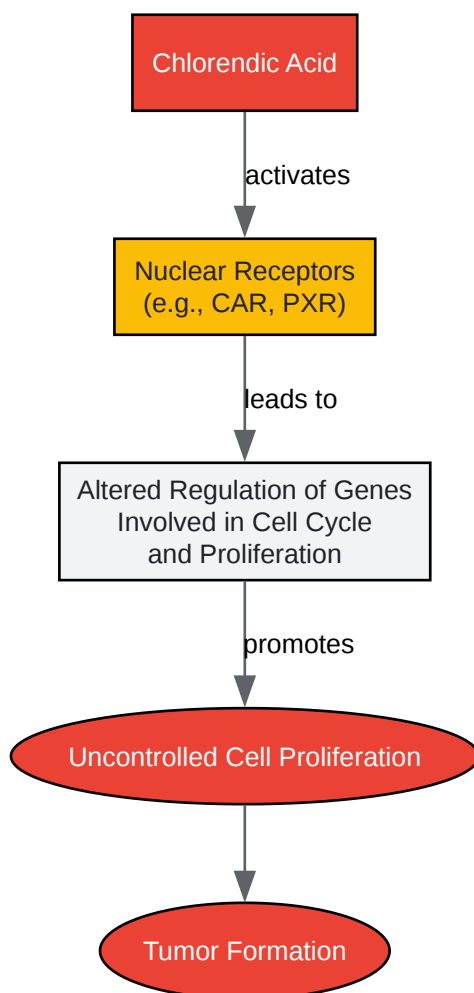 Chlorendic Acid
activates
Nuclear Receptors
(e.g., CAR, PXR)
leads to
Altered Regulation of Genes
Involved in Cell Cycle
and Proliferation
promotes
Uncontrolled Cell Proliferation
Tumor Formation